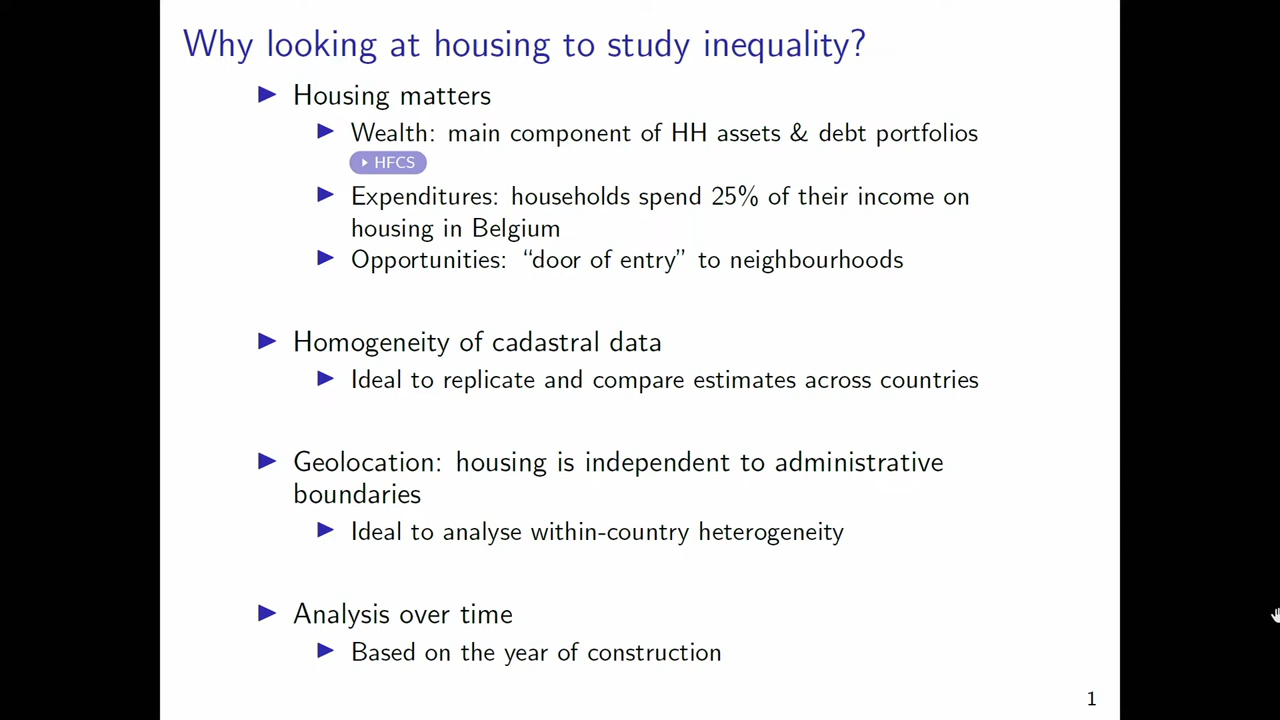 Why looking at housing to study inequality?
Housing matters
Wealth: main component of HH assets & debt portfolios
HFCS
Expenditures: households spend 25% of their income on
housing in Belgium
Opportunities: “door of entry” to neighbourhoods
Homogeneity of cadastral data
Ideal to replicate and compare estimates across countries
Geolocation: housing is independent to administrative
boundaries
Ideal to analyse within-country heterogeneity
Analysis over time
Based on the year of construction
1